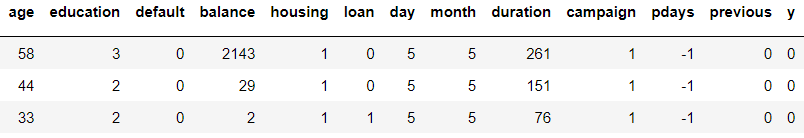 age education default balance housing loan day month duration campaign pdays previous y
58 3 0 2143 1 0 5 5 261 1 -1 0 0
44 2 0 29 1 0 5 5 151 1 -1 0 0
33 2 0 2 1 1 5 5 76 1 -1 0 0